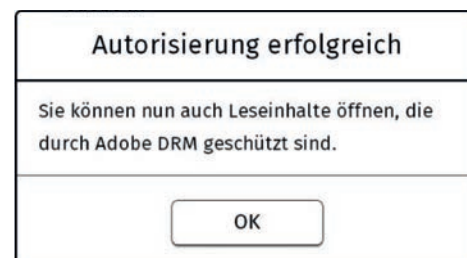 Autorisierung erfolgreich
Sie können nun auch Leseinhalte öffnen, die
durch Adobe DRM geschützt sind.
OK